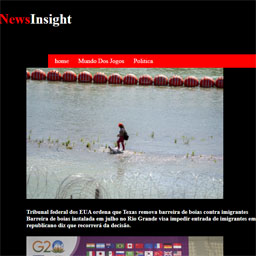 NewsInsight
home Mundo Dos Jogos Política
Tribunal federal dos EUA ordena que Texas remova barreira de boias contra imigrantes
Barreira de boias instalada em julho no Rio Grande visa impedir entrada de imigrantes em
republicano diz que recorrerá da decisão.
G20